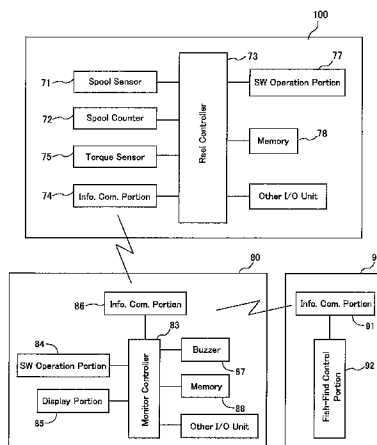 100
73
77
71
Spool Sensor
SW Operation Portion
72
Spool Counter
Reel Controller
75
Torque Sensor
Memory
78
74
Info. Com. Portion
Other I/O Unit
80
9
Info. Com. Portion
86
83
Info. Com. Portion
91
84
Buzzer
87
SW Operation Portion
Monitor Controller
Memory
88
Display Portion
85
Other I/O Unit
Fish-Find Control Portion
92